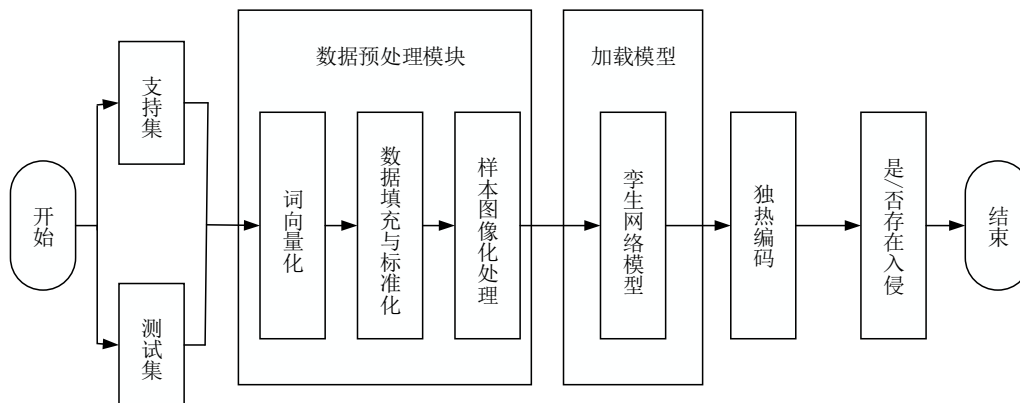 开始
支持集
测试集
数据预处理模块
词向量化
数据填充与标准化
样本图像化处理
加载模型
孪生网络模型
独热编码
是/否存在入侵
结束